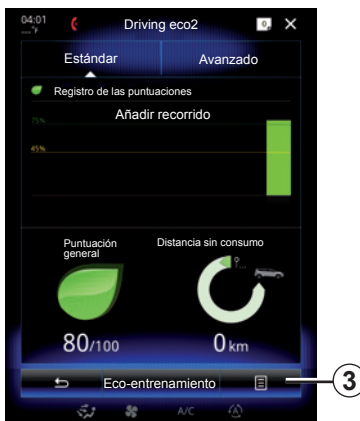 04:01
Driving eco2
Estándar
Avanzado
Registro de las puntuaciones
75%
Añadir recorrido
45%
Puntuación
general
Distancia sin consumo
?...
80/100
0 km
Eco-entrenamiento
3
A/C